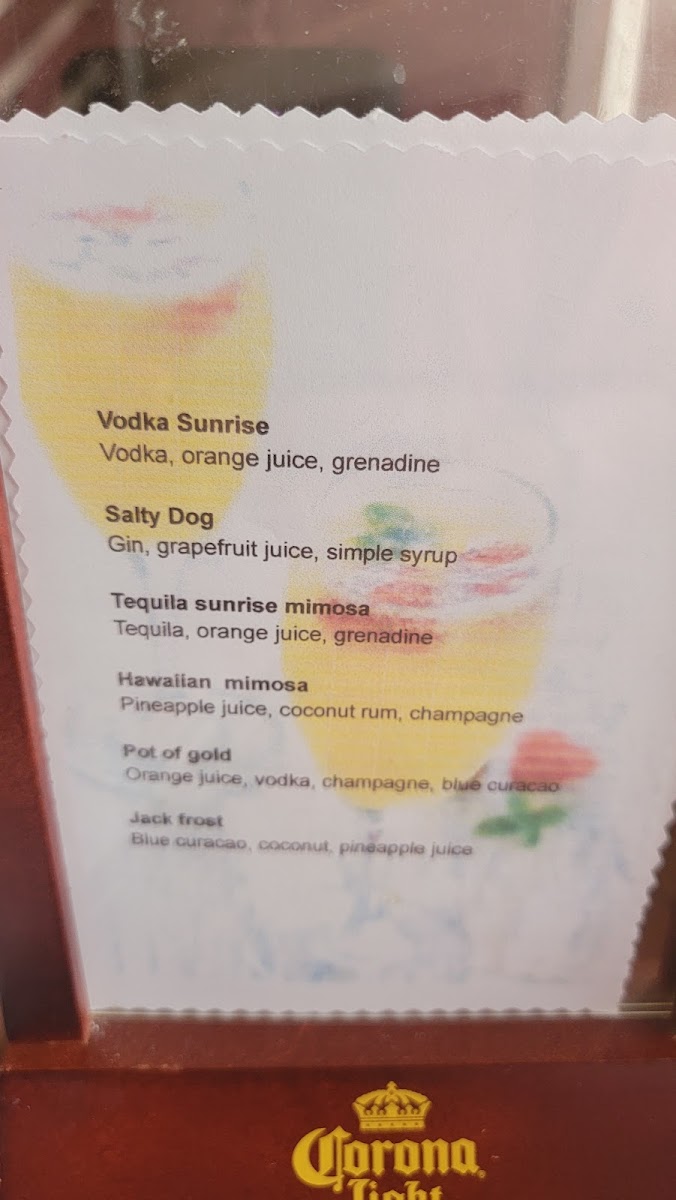 Vodka Sunrise
Vodka, orange juice, grenadine
Salty Dog
Gin, grapefruit juice, simple syrup
Tequila sunrise mimosa
Tequila, orange juice, grenadine
Hawaiian mimosa
Pineapple juice, coconut rum, champagne
Pot of gold
Orange juice, vodka, champagne, blue curacao
Jack frost
Blue curacao, coconut, pineapple juice
Corona
Light